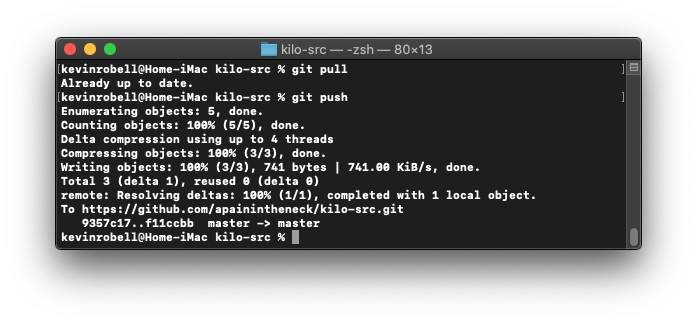 kilo-src — -zsh — 80×13
[kevinrobell@Home-iMac kilo-src % git pull ]
Already up to date.
[kevinrobell@Home-iMac kilo-src % git push ]
Enumerating objects: 5, done.
Counting objects: 100% (5/5), done.
Delta compression using up to 4 threads
Compressing objects: 100% (3/3), done.
Writing objects: 100% (3/3), 741 bytes | 741.00 KiB/s, done.
Total 3 (delta 1), reused 0 (delta 0)
remote: Resolving deltas: 100% (1/1), completed with 1 local object.
To https://github.com/apainintheneck/kilo-src.git
   9357c17..f11ccbb  master -> master
kevinrobell@Home-iMac kilo-src %